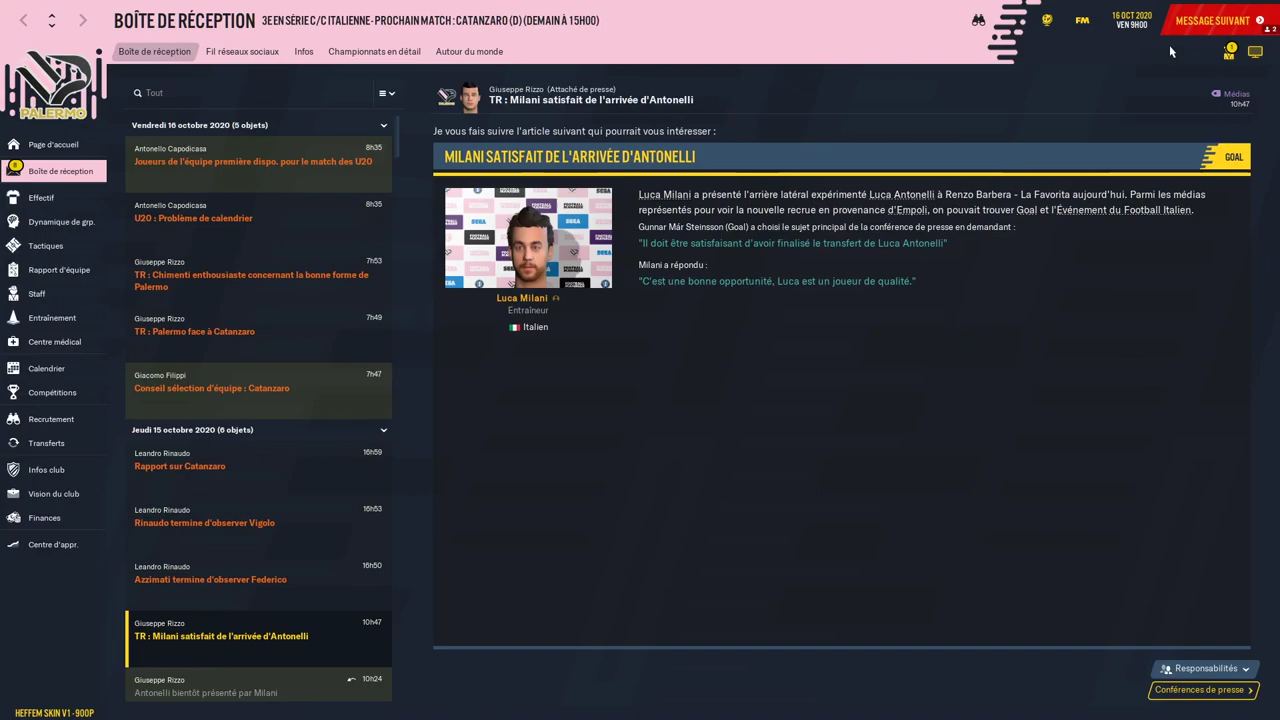 BOÎTE DE RÉCEPTION
3E EN SÉRIE C/C ITALIENNE - PROCHAIN MATCH : CATANZARO (D) (DEMAIN À 15H00)
FM
16 OCT 2020
VEN 9H00
MESSAGE SUIVANT
2
Boîte de réception
Fil réseaux sociaux
Infos
Championnats en détail
Autour du monde
1
PALERMO
Page d'accueil
8
Boîte de réception
Effectif
Dynamique de grp.
Tactiques
Rapport d'équipe
Staff
Entraînement
Centre médical
Calendrier
Compétitions
Recrutement
Transferts
Infos club
Vision du club
Finances
Centre d'appr.
HEFFEM SKIN V1 - 900P
Tout
Vendredi 16 octobre 2020 (5 objets)
Antonello Capodicasa 8h35
Joueurs de l'équipe première dispo. pour le match des U20
Antonello Capodicasa 8h35
U20 : Problème de calendrier
Giuseppe Rizzo 7h53
TR : Chimenti enthousiaste concernant la bonne forme de
Palermo
Giuseppe Rizzo 7h49
TR : Palermo face à Catanzaro
Giacomo Filippi 7h47
Conseil sélection d'équipe : Catanzaro
Jeudi 15 octobre 2020 (6 objets)
Leandro Rinaudo 16h59
Rapport sur Catanzaro
Leandro Rinaudo 16h53
Rinaudo termine d'observer Vigolo
Leandro Rinaudo 16h50
Azzimati termine d'observer Federico
Giuseppe Rizzo 10h47
TR : Milani satisfait de l'arrivée d'Antonelli
Giuseppe Rizzo 10h24
Antonelli bientôt présenté par Milani
Giuseppe Rizzo (Attaché de presse)
TR : Milani satisfait de l'arrivée d'Antonelli
Médias
10h47
Je vous fais suivre l'article suivant qui pourrait vous intéresser :
MILANI SATISFAIT DE L'ARRIVÉE D'ANTONELLI
GOAL
SEGA
Luca Milani
Entraîneur
Italien
Luca Milani a présenté l'arrière latéral expérimenté Luca Antonelli à Renzo Barbera - La Favorita aujourd'hui. Parmi les médias
représentés pour voir la nouvelle recrue en provenance d'Empoli, on pouvait trouver Goal et l'Événement du Football Italien.
Gunnar Már Steinsson (Goal) a choisi le sujet principal de la conférence de presse en demandant :
"Il doit être satisfaisant d'avoir finalisé le transfert de Luca Antonelli"
Milani a répondu :
"C'est une bonne opportunité, Luca est un joueur de qualité."
Responsabilités
Conférences de presse